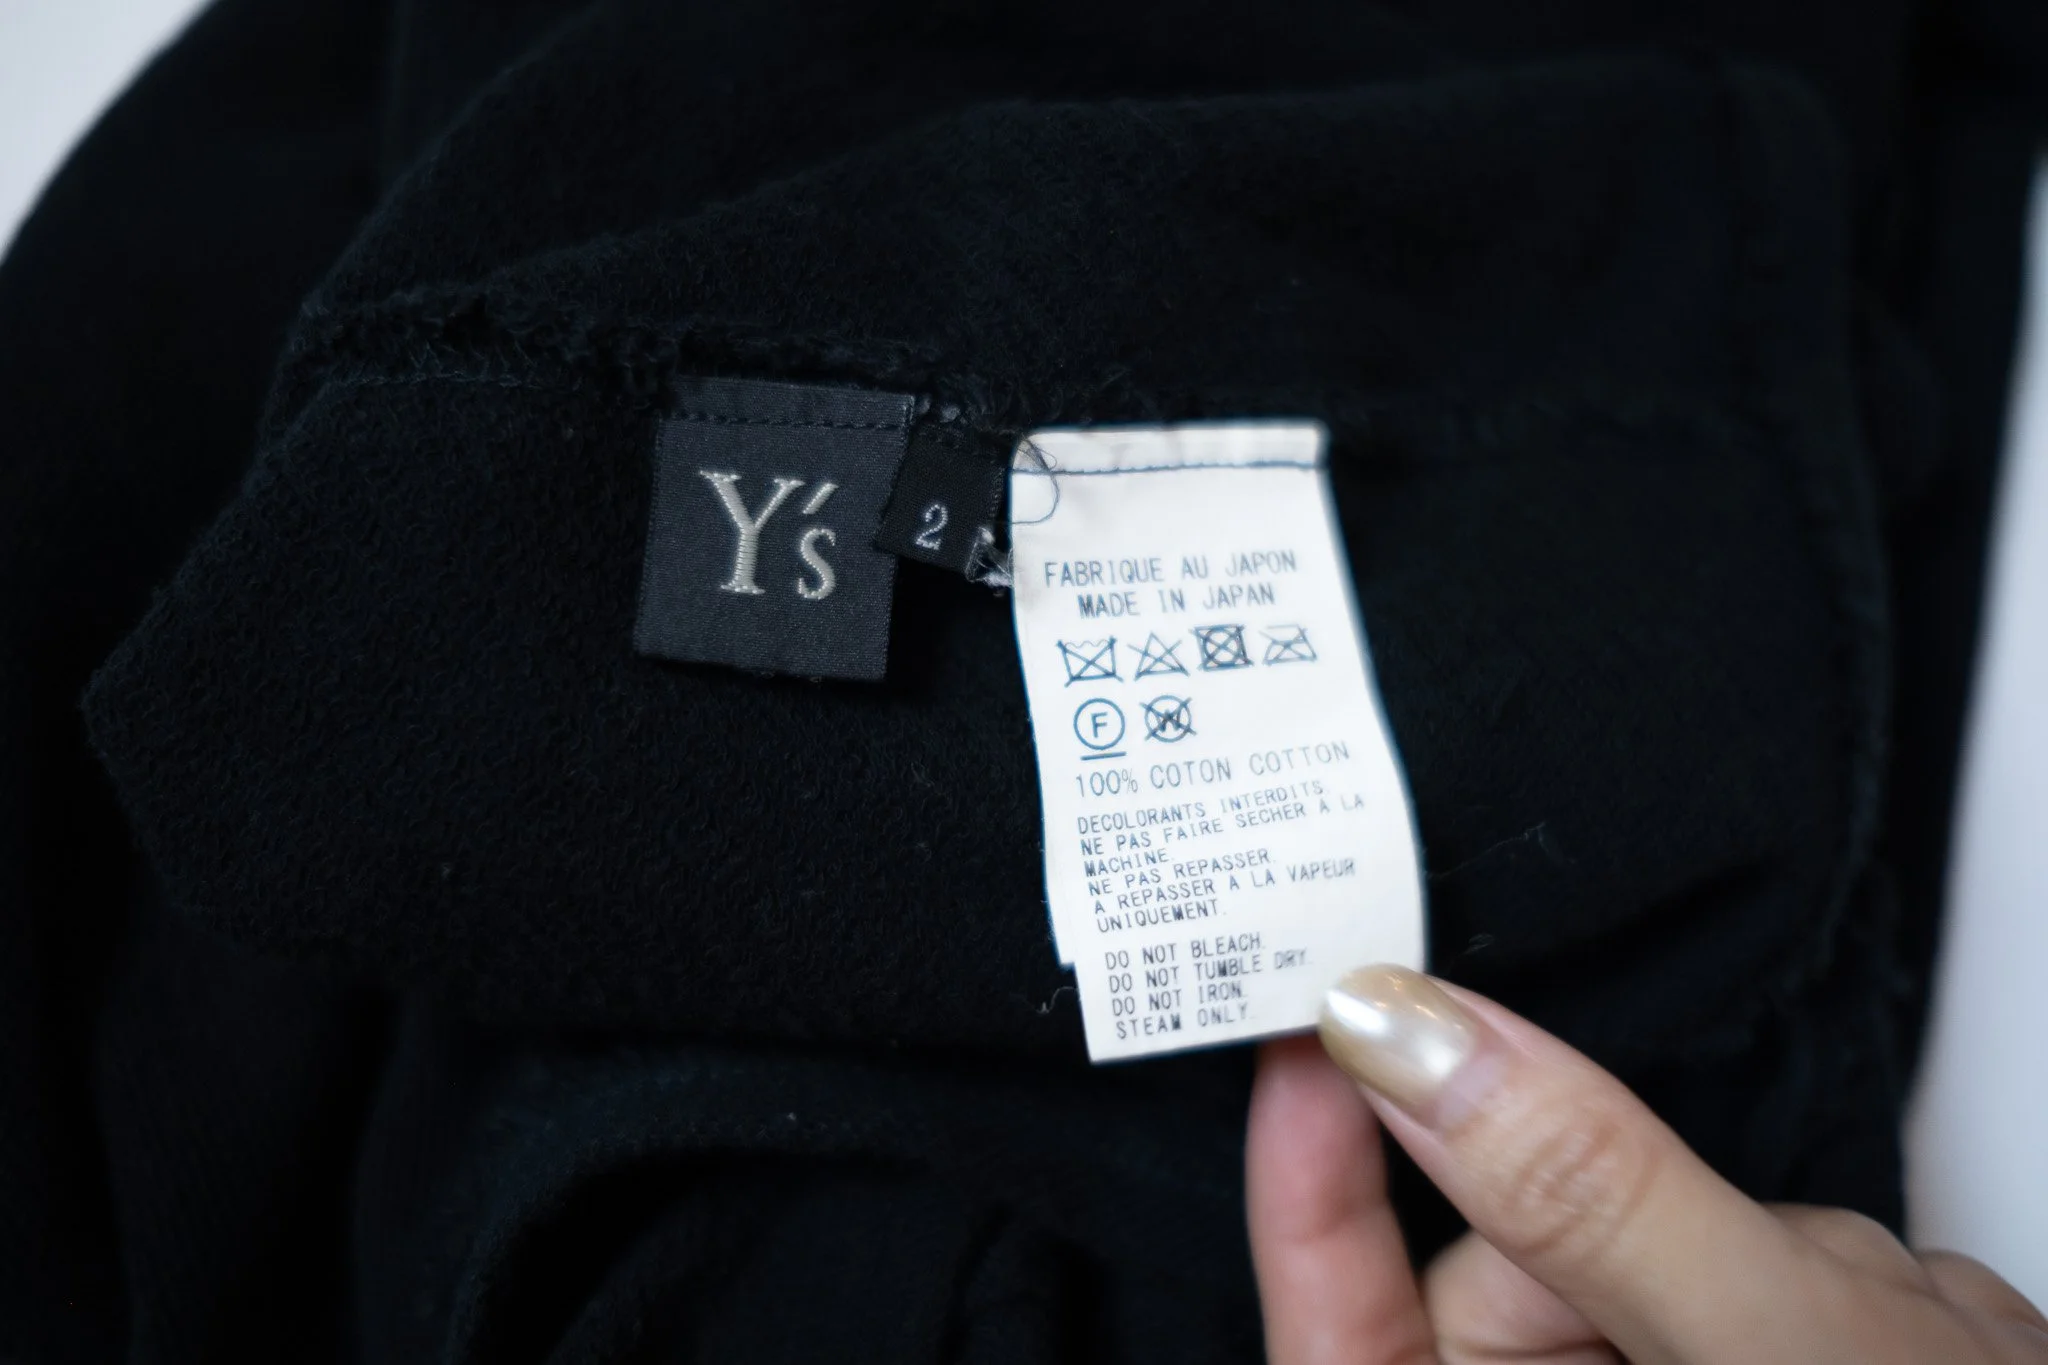 Y's
2
FABRIQUE AU JAPON
MADE IN JAPAN
F W
100% COTON COTTON
DECOLORANTS INTERDITS.
NE PAS FAIRE SECHER A LA
MACHINE.
NE PAS REPASSER.
A REPASSER A LA VAPEUR
UNIQUEMENT.
DO NOT BLEACH.
DO NOT TUMBLE DRY.
DO NOT IRON.
STEAM ONLY.